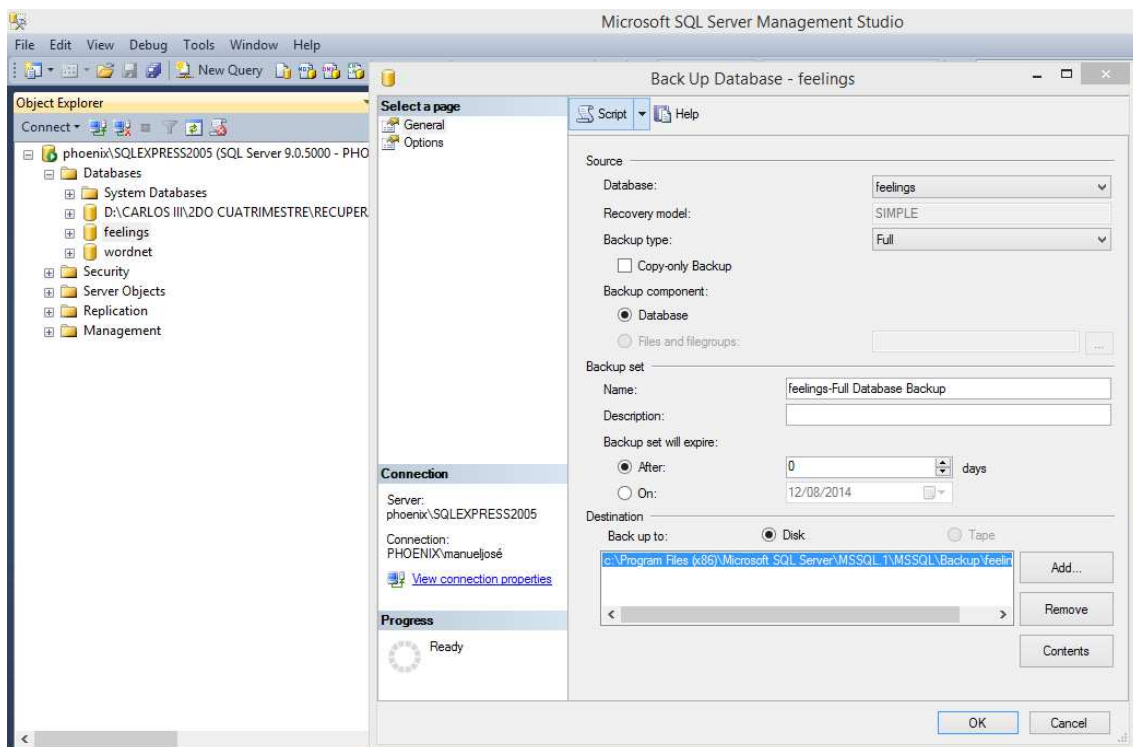 Microsoft SQL Server Management Studio
File Edit View Debug Tools Window Help
New Query
Object Explorer
Connect
phoenix\SQLEXPRESS2005 (SQL Server 9.0.5000 - PHO
Databases
System Databases
D:\CARLOS III\2DO CUATRIMESTRE\RECUPER
feelings
wordnet
Security
Server Objects
Replication
Management
Back Up Database - feelings
Select a page
General
Options
Script Help
Source
Database: feelings
Recovery model: SIMPLE
Backup type: Full
Copy-only Backup
Backup component:
Database
Files and filegroups:
...
Backup set
Name: feelings-Full Database Backup
Description:
Backup set will expire:
After: 0 days
On: 12/08/2014
Destination
Back up to: Disk Tape
c:\Program Files (x86)\Microsoft SQL Server\MSSQL.1\MSSQL\Backup\feelin
Add...
Remove
Contents
Connection
Server:
phoenix\SQLEXPRESS2005
Connection:
PHOENIX\manueljosé
View connection properties
Progress
Ready
OK Cancel